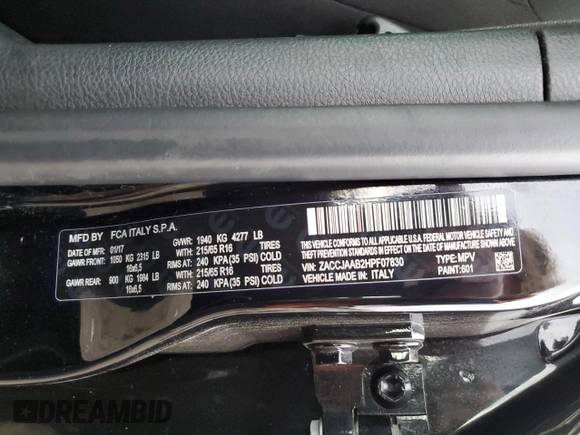 MFD BY FCA ITALY S.P.A.
DATE OF MFR 01/17 GVWR: 1940 KG 4277 LB
GAWR FRONT: 1050 KG 2315 LB 215/65 R16 TIRES
16x6,5 RIMS AT: 240 KPA(35 PSI) COLD
GAWR REAR: 900 KG 1984 LB 215/65 R16 TIRES
16x6,5 RIMS AT: 240 KPA(35 PSI) COLD
THIS VEHICLE CONFORMS TO ALL APPLICABLE U.S.A.
FEDERAL MOTOR VEHICLE SAFETY, BUMPER, AND
THEFT PREVENTION STANDARDS IN EFFECT ON THE DATE
OF MANUFACTURE SHOWN ABOVE
VIN: ZACCJAAB2HPF07830 TYPE: MPV
VEHICLE MADE IN: ITALY PAINT: 601
DREAMBID